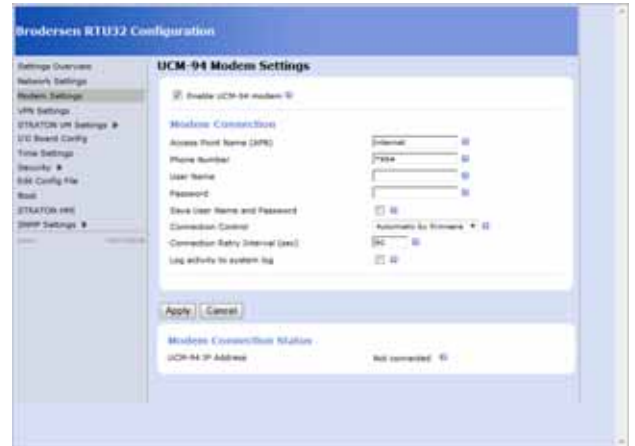 Brodersen RTU32 Configuration
Settings Overview
Network Settings
Modem Settings
VPN Settings
STRATON VM Settings
I/O Board Config
Time Settings
Security
Edit Config File
Boot
STRATON HMI
SNMP Settings
UCM-94 Modem Settings
Enable UCM-94 modem
Modem Connection
Access Point Name (APN) internet
Phone Number
User Name
Password
Save User Name and Password
Connection Control Automatic by firmware
Connection Retry Interval (sec) 60
Log activity to system log
Apply Cancel
Modem Connection Status
UCM-94 IP Address Not connected